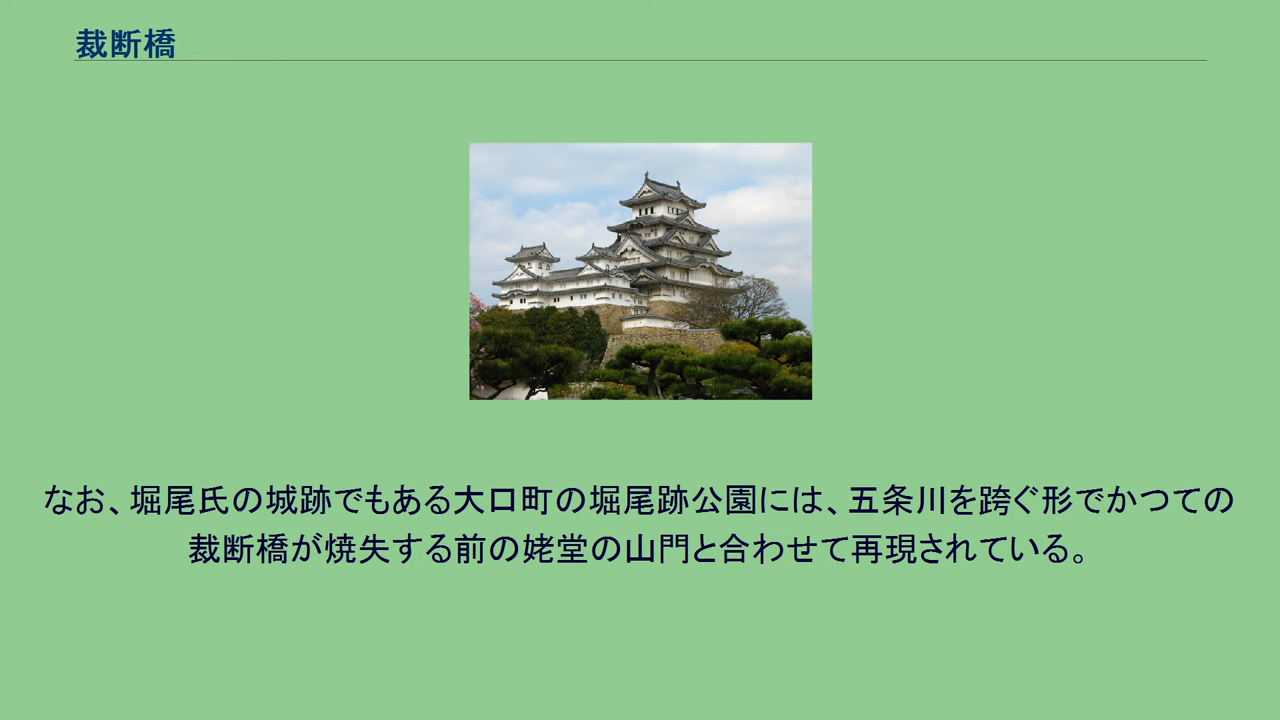 裁断橋
なお、堀尾氏の城跡でもある大口町の堀尾跡公園には、五条川を跨ぐ形でかつての
裁断橋が焼失する前の姥堂の山門と合わせて再現されている。